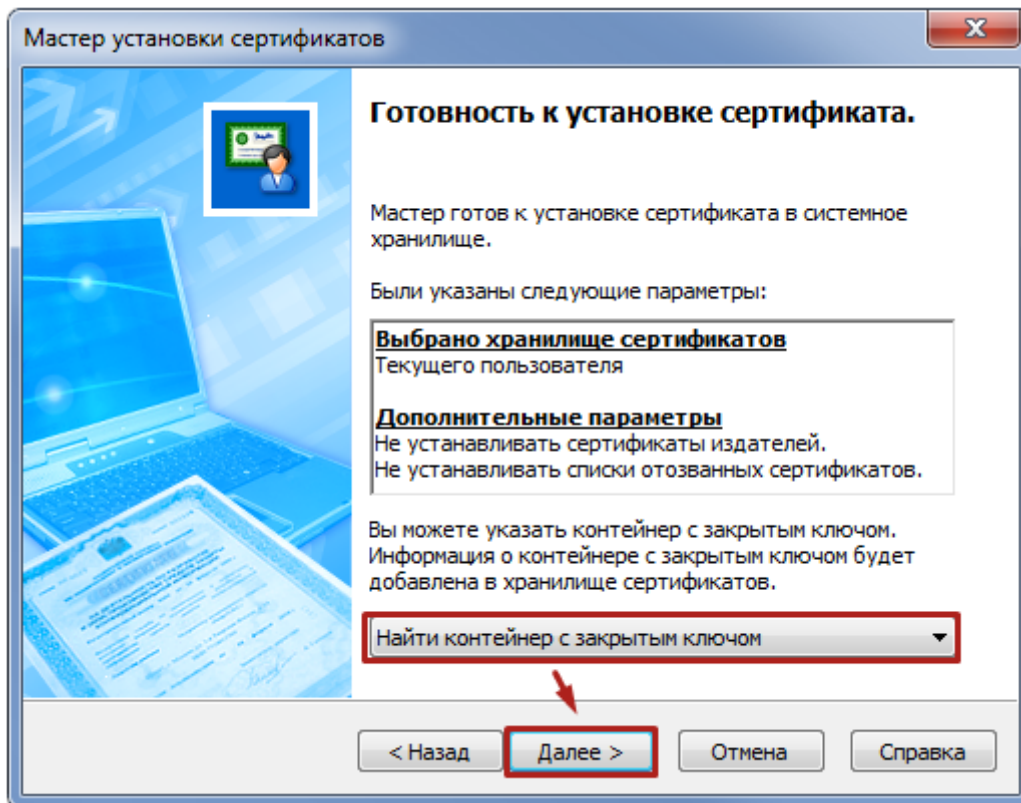 Мастер установки сертификатов
Готовность к установке сертификата.
Мастер готов к установке сертификата в системное
хранилище.
Были указаны следующие параметры:
Выбрано хранилище сертификатов
Текущего пользователя
Дополнительные параметры
Не устанавливать сертификаты издателей.
Не устанавливать списки отозванных сертификатов.
Вы можете указать контейнер с закрытым ключом.
Информация о контейнере с закрытым ключом будет
добавлена в хранилище сертификатов.
Найти контейнер с закрытым ключом
< Назад Далее > Отмена Справка